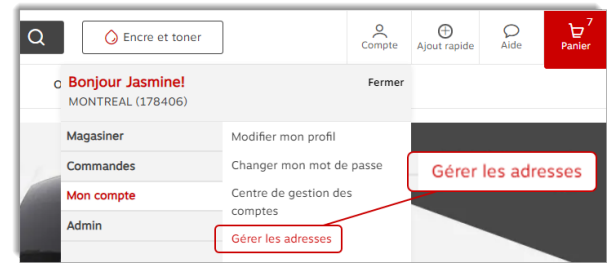 Encre et toner
Compte
Ajout rapide
Aide
7
Panier
Bonjour Jasmine!
Fermer
MONTREAL (178406)
Magasiner
Modifier mon profil
Commandes
Changer mon mot de passe
Mon compte
Centre de gestion des
comptes
Admin
Gérer les adresses
Gérer les adresses